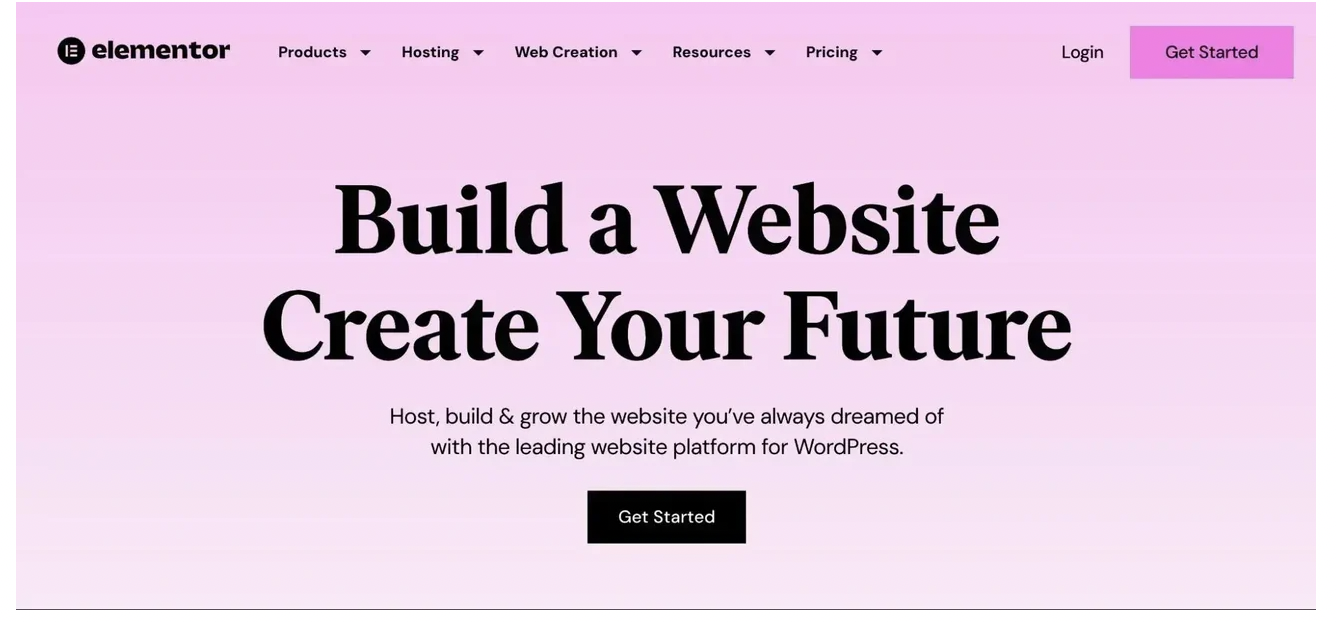 elementor
Products
Hosting
Web Creation
Resources
Pricing
Login
Get Started
Build a Website
Create Your Future
Host, build & grow the website you’ve always dreamed of
with the leading website platform for WordPress.
Get Started